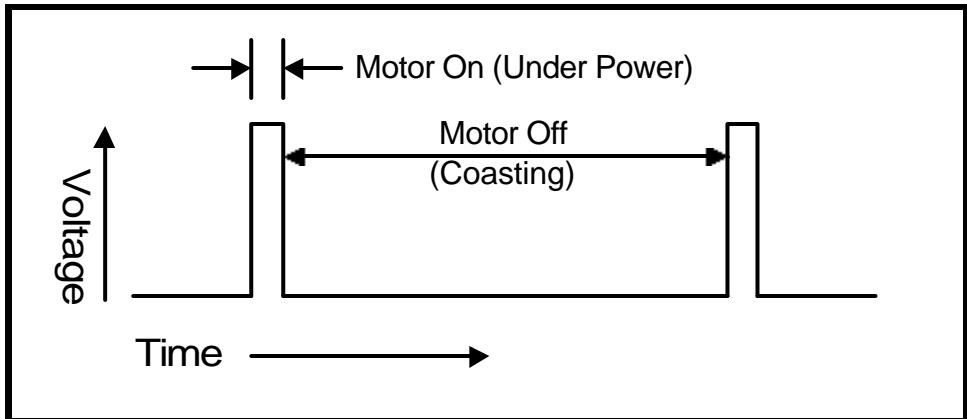 Motor On (Under Power)
Motor Off
(Coasting)
Voltage
Time